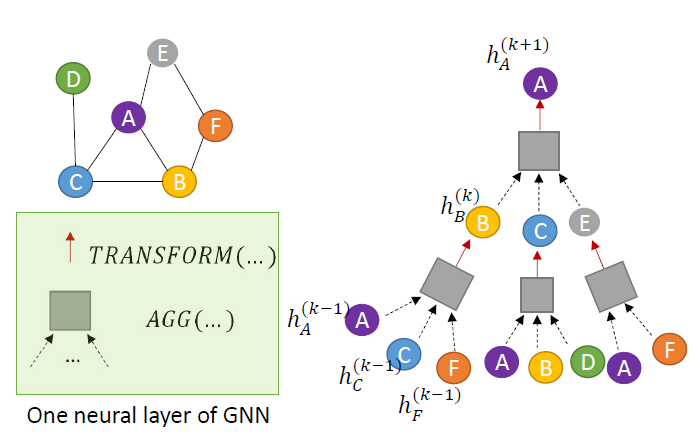 E
D
A
F
C
B
TRANSFORM(...)
AGG(...)
...
One neural layer of GNN
h_A^{(k+1)}
A
h_B^{(k)}
B
C
E
h_A^{(k-1)}
A
h_C^{(k-1)}
C
h_F^{(k-1)}
F
A
B
D
A
F